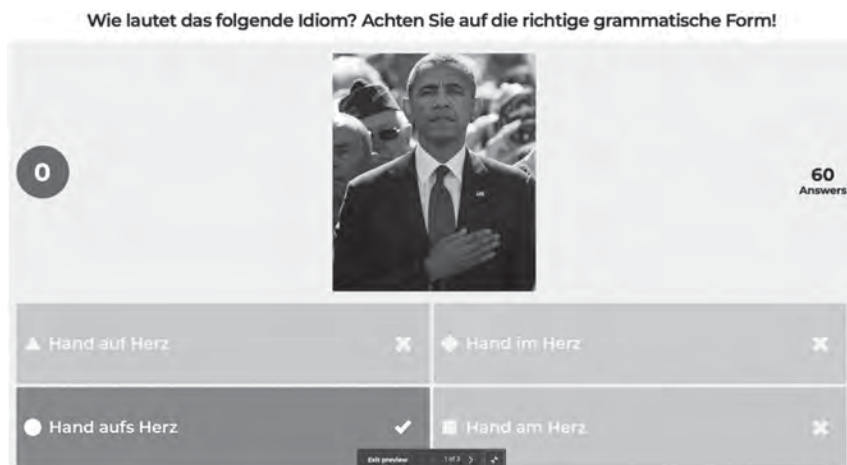 Wie lautet das folgende Idiom? Achten Sie auf die richtige grammatische Form!
0
60
Answers
Hand auf Herz
Hand im Herz
Hand aufs Herz
Hand am Herz
Exit preview
1 of 3